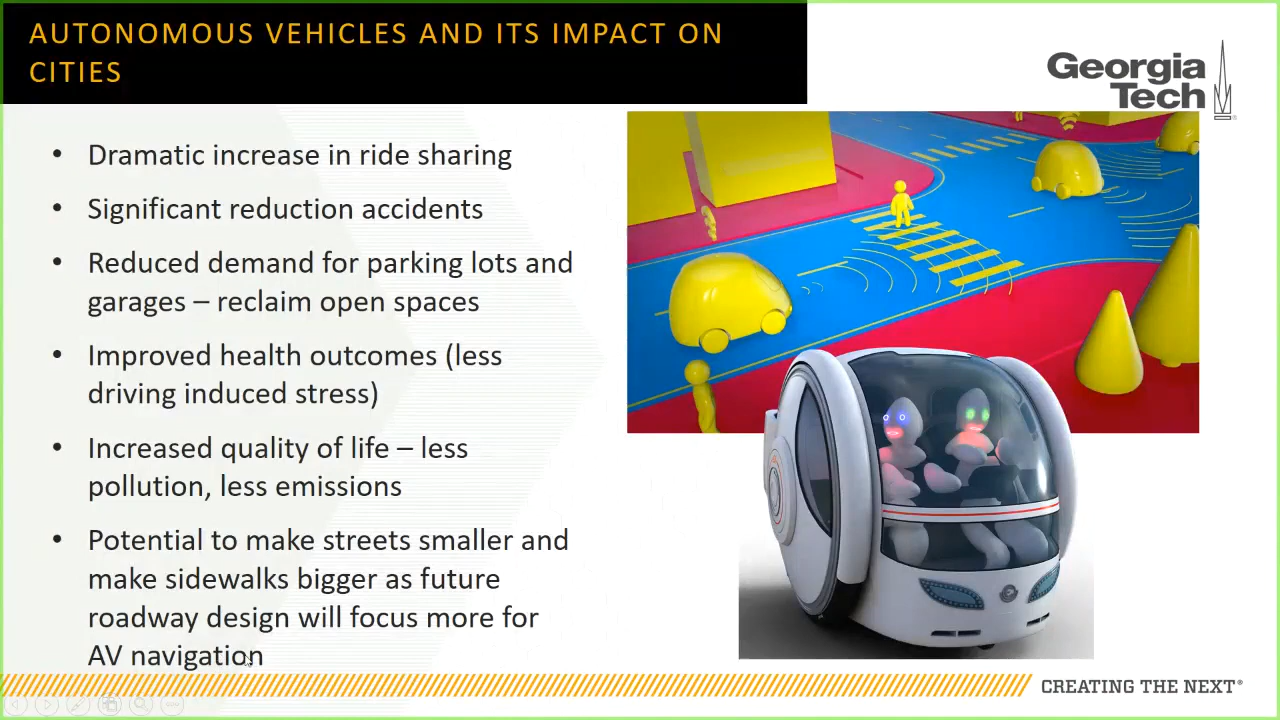 AUTONOMOUS VEHICLES AND ITS IMPACT ON
CITIES
Georgia
Tech
• Dramatic increase in ride sharing
• Significant reduction accidents
• Reduced demand for parking lots and
garages – reclaim open spaces
• Improved health outcomes (less
driving induced stress)
• Increased quality of life – less
pollution, less emissions
• Potential to make streets smaller and
make sidewalks bigger as future
roadway design will focus more for
AV navigation
CREATING THE NEXT®